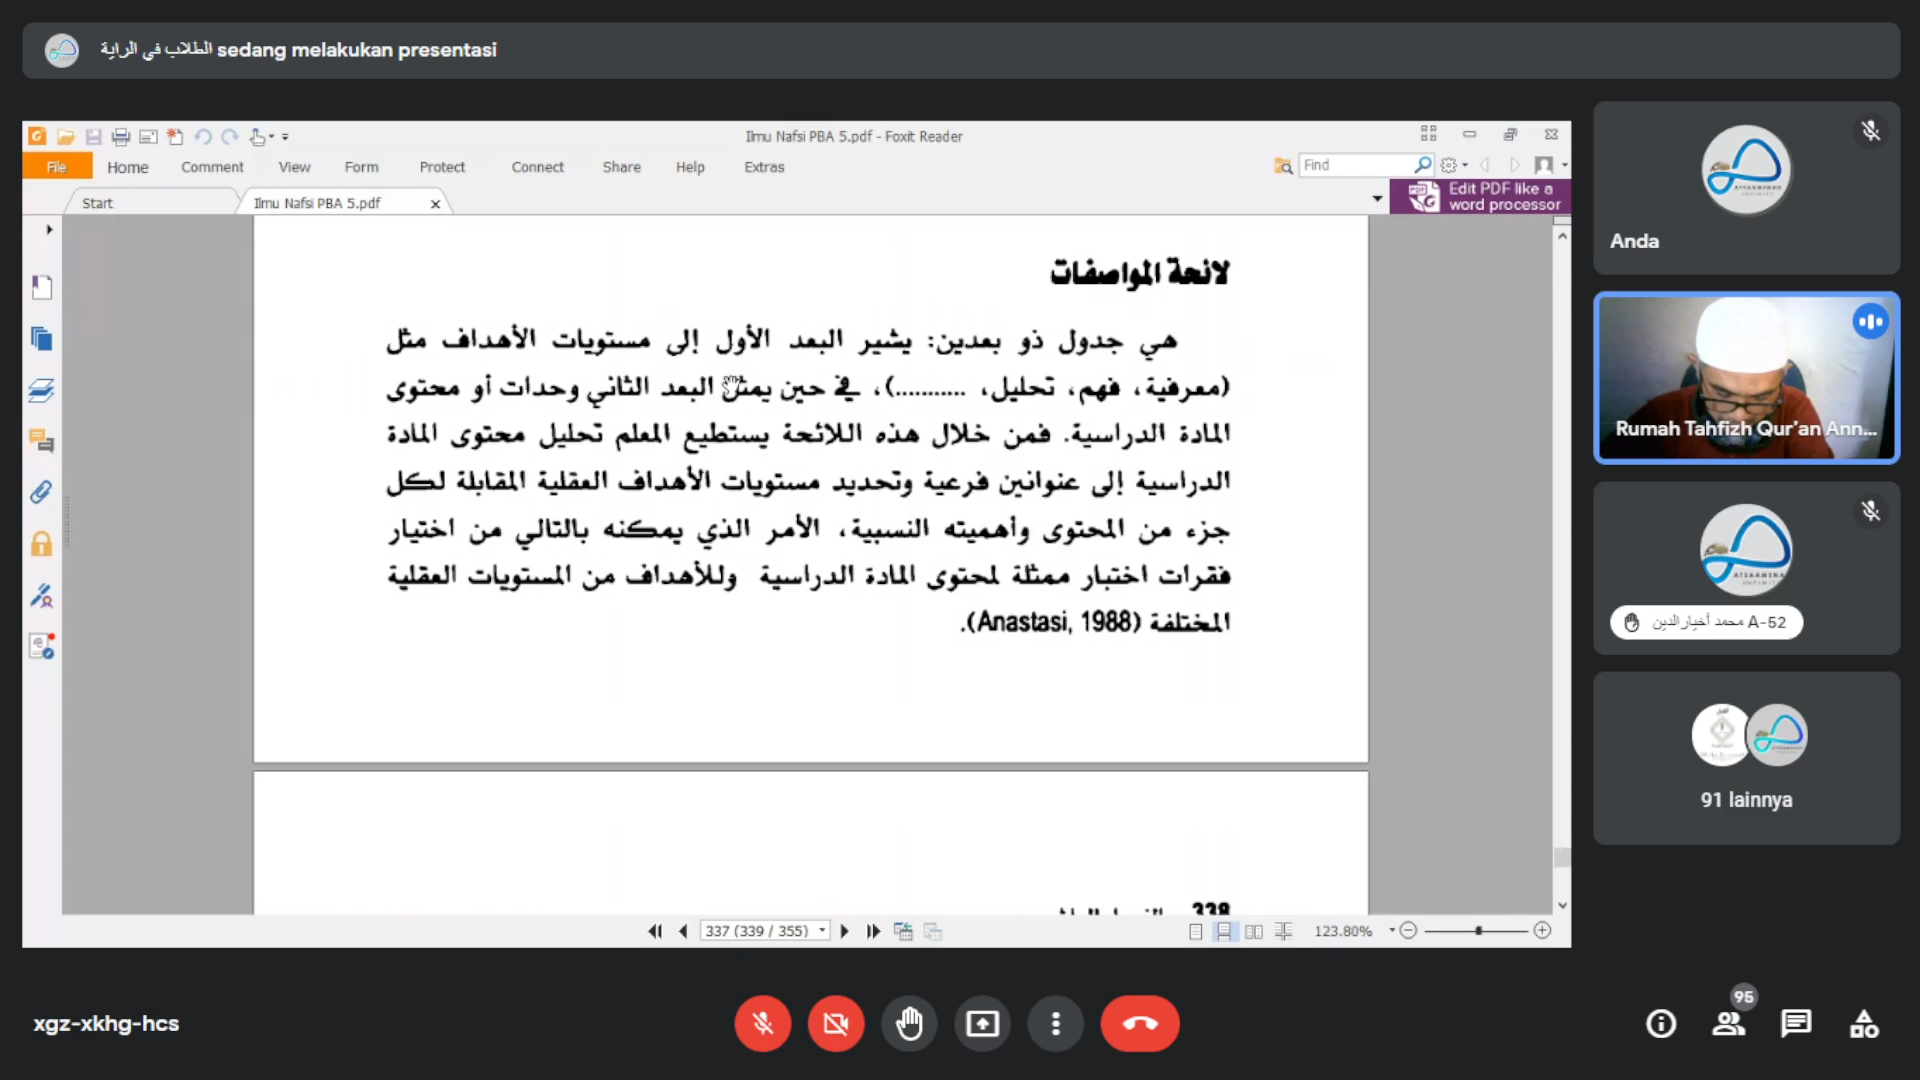 الطلاب في الراية sedang melakukan presentasi
Ilmu Nafsi PBA 5.pdf - Foxit Reader
File Home Comment View Form Protect Connect Share Help Extras
Find
Start
Ilmu Nafsi PBA 5.pdf
Edit PDF like a
word processor
لائحة المواصفات
هي جدول ذو بعدين: يشير البعد الأول إلى مستويات الأهداف مثل
(معرفية، فهم، تحليل، ...........)، في حين يمثل البعد الثاني وحدات أو محتوى
المادة الدراسية. فمن خلال هذه اللائحة يستطيع المعلم تحليل محتوى المادة
الدراسية إلى عنوانين فرعية وتحديد مستويات الأهداف العقلية المقابلة لكل
جزء من المحتوى وأهميته النسبية، الأمر الذي يمكنه بالتالي من اختيار
فقرات اختبار ممثلة لمحتوى المادة الدراسية وللأهداف من المستويات العقلية
المختلفة (Anastasi, 1988).
338
337 (339 / 355)
123.80%
Anda
Rumah Tahfizh Qur'an Ann...
A-52 محمد أخيار الدين
91 lainnya
xgz-xkhg-hcs
95